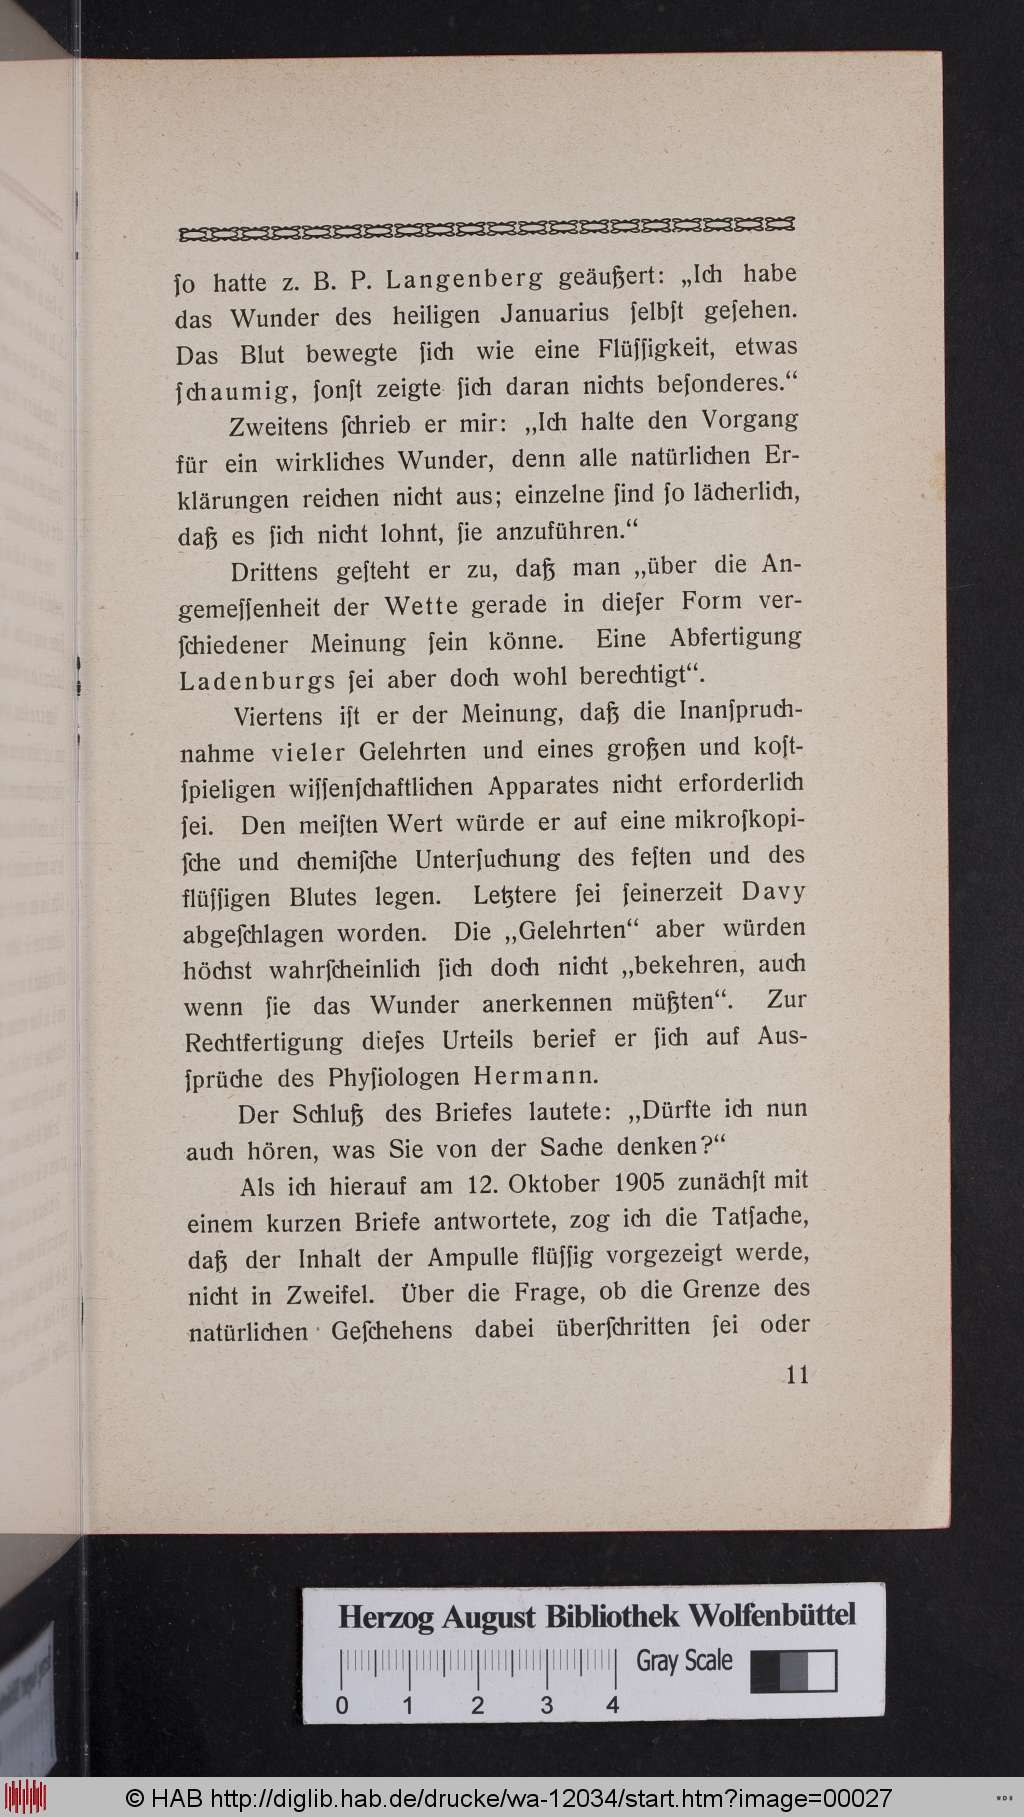 ſo hatte z. B. P. Langenberg geäußert: „Ich habe
das Wunder des heiligen Januarius ſelbſt geſehen.
Das Blut bewegte ſich wie eine Flüſſigkeit, etwas
ſchaumig, ſonſt zeigte ſich daran nichts beſonderes.“
Zweitens ſchrieb er mir: „Ich halte den Vorgang
für ein wirkliches Wunder, denn alle natürlichen Er-
klärungen reichen nicht aus; einzelne ſind ſo lächerlich,
daß es ſich nicht lohnt, ſie anzuführen.“
Drittens geſteht er zu, daß man „über die An-
gemeſſenheit der Wette gerade in dieſer Form ver-
ſchiedener Meinung ſein könne. Eine Abfertigung
Ladenburgs ſei aber doch wohl berechtigt“.
Viertens iſt er der Meinung, daß die Inanſpruch-
nahme vieler Gelehrten und eines großen und koſt-
ſpieligen wiſſenſchaftlichen Apparates nicht erforderlich
ſei. Den meiſten Wert würde er auf eine mikroſkopi-
ſche und chemiſche Unterſuchung des feſten und des
flüſſigen Blutes legen. Letztere ſei ſeinerzeit Davy
abgeſchlagen worden. Die „Gelehrten“ aber würden
höchst wahrſcheinlich ſich doch nicht „bekehren, auch
wenn ſie das Wunder anerkennen müßten“. Zur
Rechtfertigung dieſes Urteils berief er ſich auf Aus-
ſprüche des Phyſiologen Hermann.
Der Schluß des Briefes lautete: „Dürfte ich nun
auch hören, was Sie von der Sache denken?“
Als ich hierauf am 12. Oktober 1905 zunächſt mit
einem kurzen Briefe antwortete, zog ich die Tatſache,
daß der Inhalt der Ampulle flüſſig vorgezeigt werde,
nicht in Zweifel. Über die Frage, ob die Grenze des
natürlichen Geſchehens dabei überſchritten ſei oder
11
Herzog August Bibliothek Wolfenbüttel
Gray Scale
0 1 2 3 4
© HAB http://diglib.hab.de/drucke/wa-12034/start.htm?image=00027